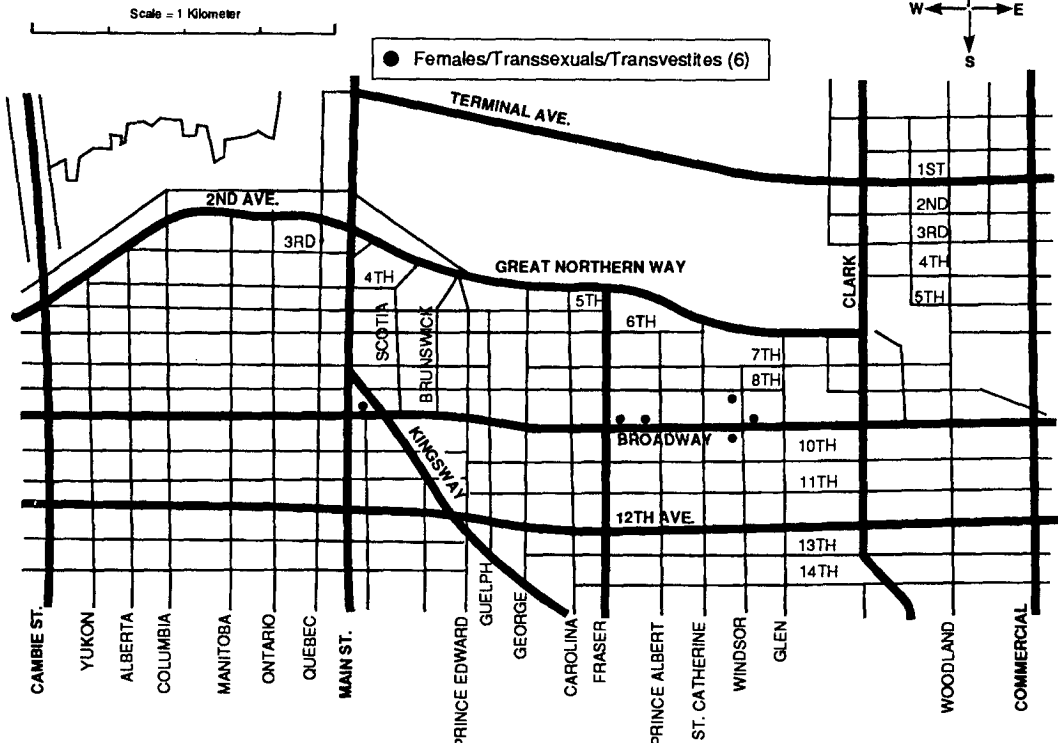 Scale = 1 Kilometer
W E
S
Females/Transsexuals/Transvestites (6)
TERMINAL AVE.
1ST
2ND AVE.
2ND
3RD
3RD
4TH
GREAT NORTHERN WAY
4TH
CLARK
5TH
5TH
SCOTIA
BRUNSWICK
6TH
7TH
8TH
KINGSWAY
BROADWAY
10TH
11TH
12TH AVE.
13TH
14TH
CAMBIE ST.
YUKON
ALBERTA
COLUMBIA
MANITOBA
ONTARIO
QUEBEC
MAIN ST.
PRINCE EDWARD
GUELPH
GEORGE
CAROLINA
FRASER
PRINCE ALBERT
ST. CATHERINE
WINDSOR
GLEN
WOODLAND
COMMERCIAL